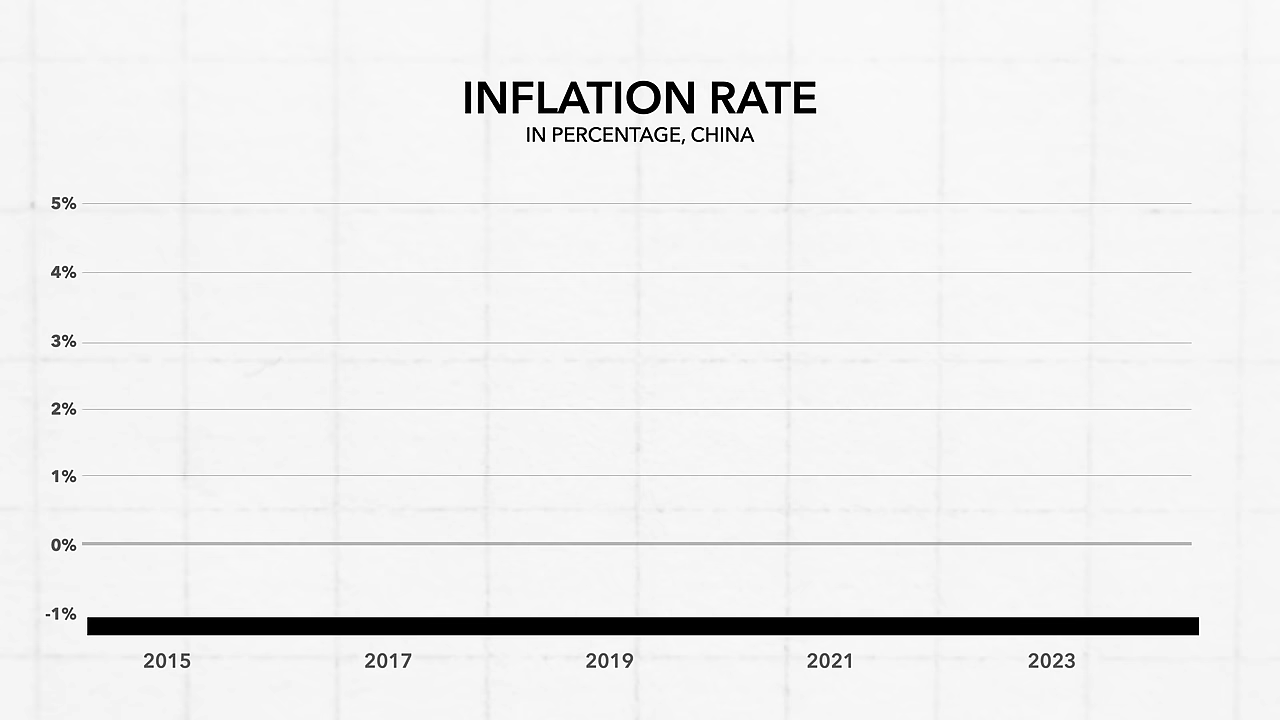 INFLATION RATE
IN PERCENTAGE, CHINA
5%
4%
3%
2%
1%
0%
-1%
2015 2017 2019 2021 2023